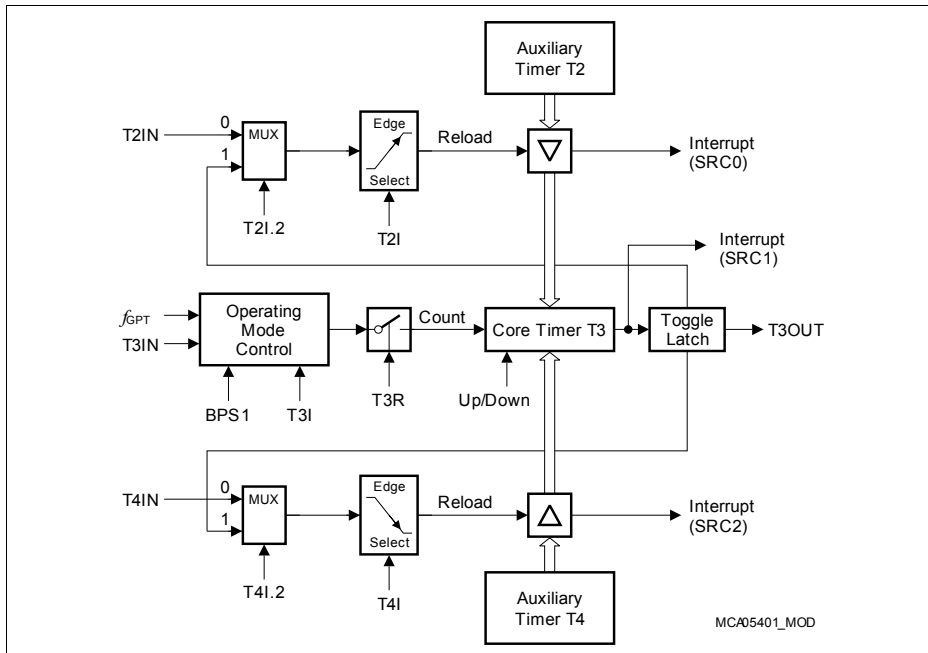 Auxiliary
Timer T2
T2IN
0
1
MUX
Edge
Select
Reload
Interrupt
(SRC0)
T2I.2
T2I
Interrupt
(SRC1)
fGPT
T3IN
Operating
Mode
Control
Count
Core Timer T3
Toggle
Latch
T3OUT
BPS1
T3I
T3R
Up/Down
T4IN
0
1
MUX
Edge
Select
Reload
Interrupt
(SRC2)
T4I.2
T4I
Auxiliary
Timer T4
MCA05401_MOD